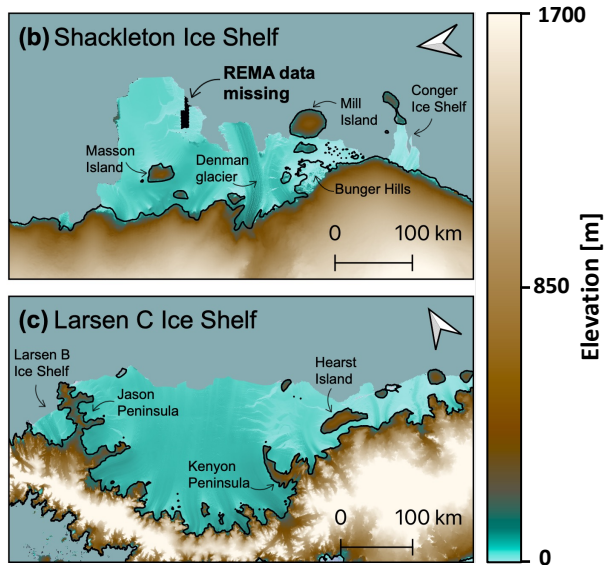 (b) Shackleton Ice Shelf
REMA data
missing
Mill
Island
Conger
Ice Shelf
Masson
Island
Denman
glacier
Bunger Hills
0 100 km
(c) Larsen C Ice Shelf
Larsen B
Ice Shelf
Jason
Peninsula
Hearst
Island
Kenyon
Peninsula
0 100 km
1700
850
0
Elevation [m]